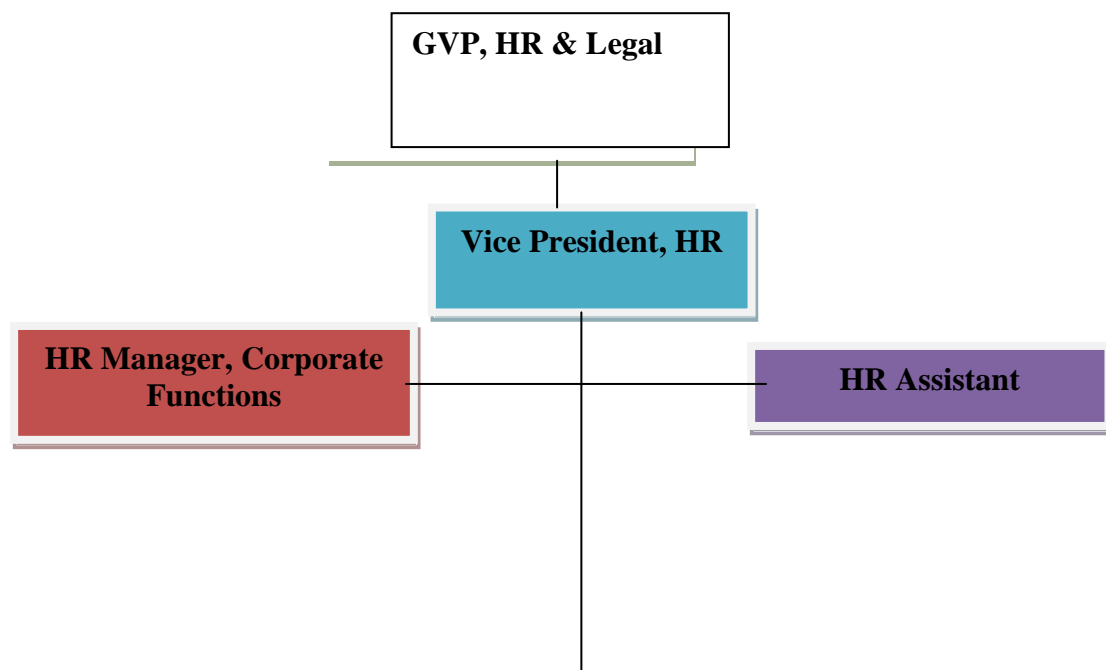 GVP, HR & Legal
Vice President, HR
HR Manager, Corporate
Functions
HR Assistant